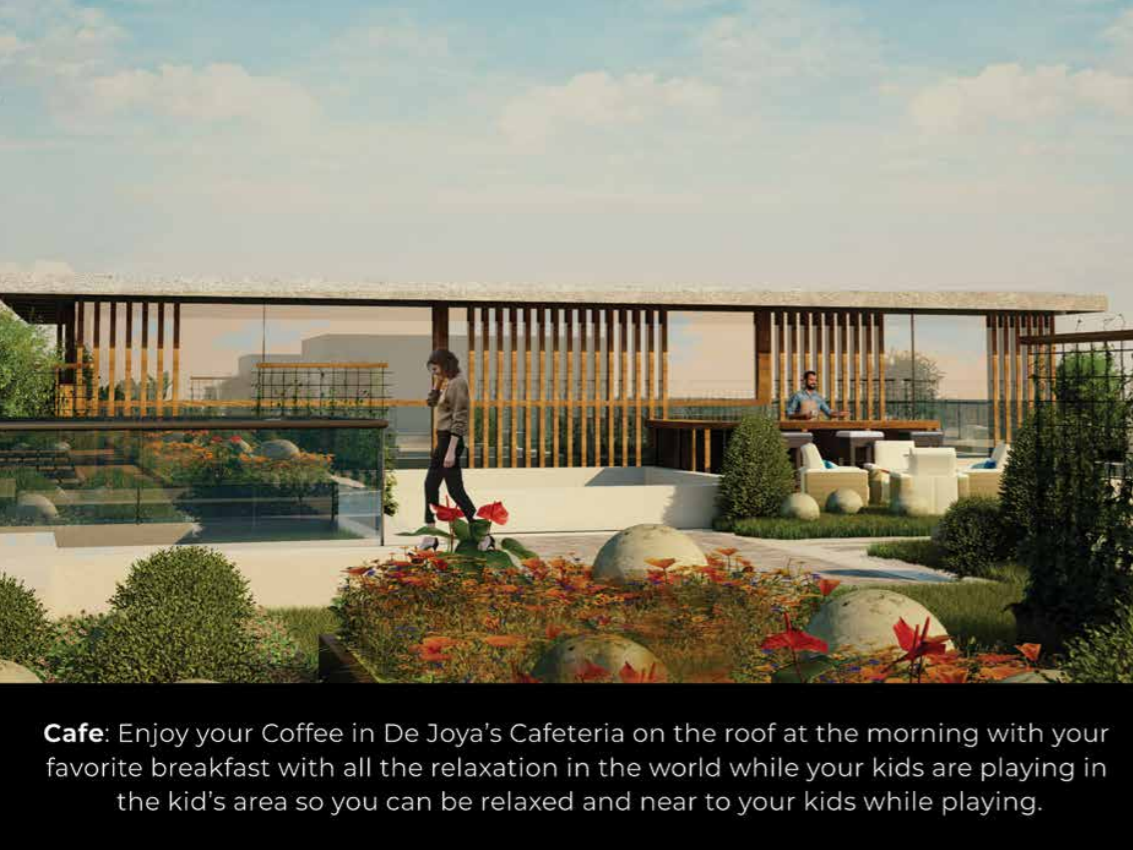 Cafe: Enjoy your Coffee in De Joya's Cafeteria on the roof at the morning with your
favorite breakfast with all the relaxation in the world while your kids are playing in
the kid's area so you can be relaxed and near to your kids while playing.